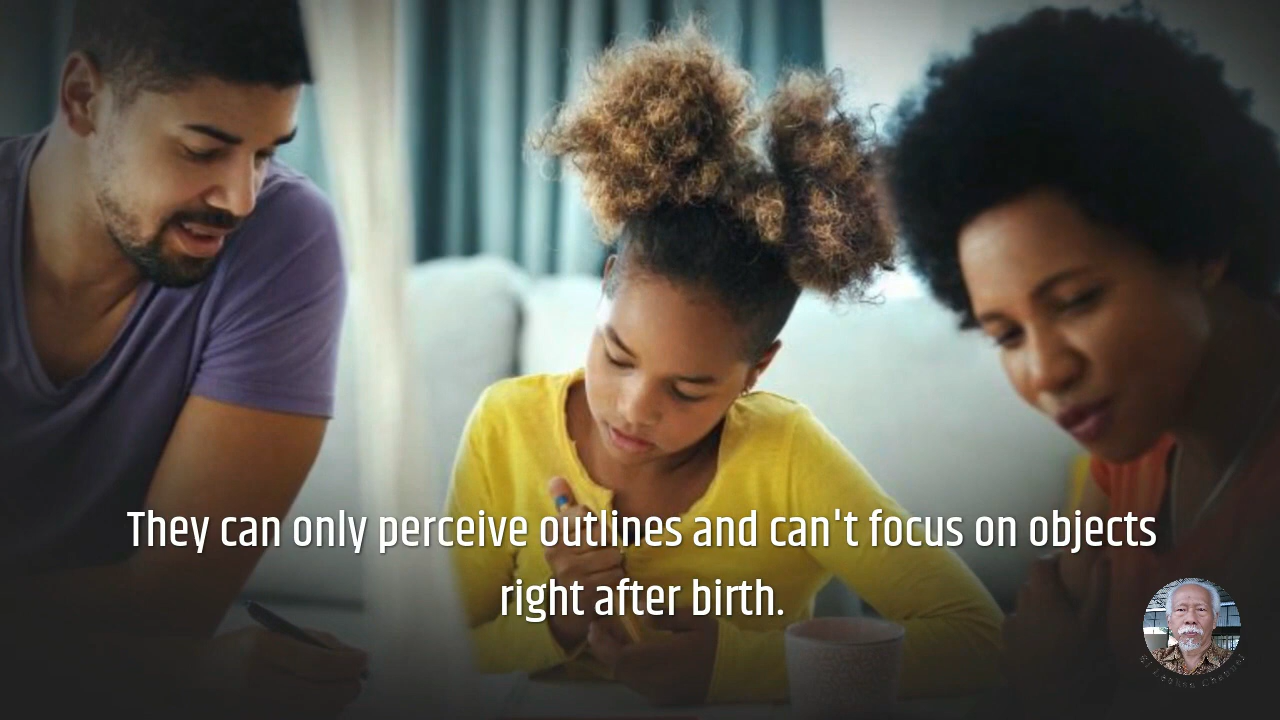 They can only perceive outlines and can't focus on objects
right after birth.